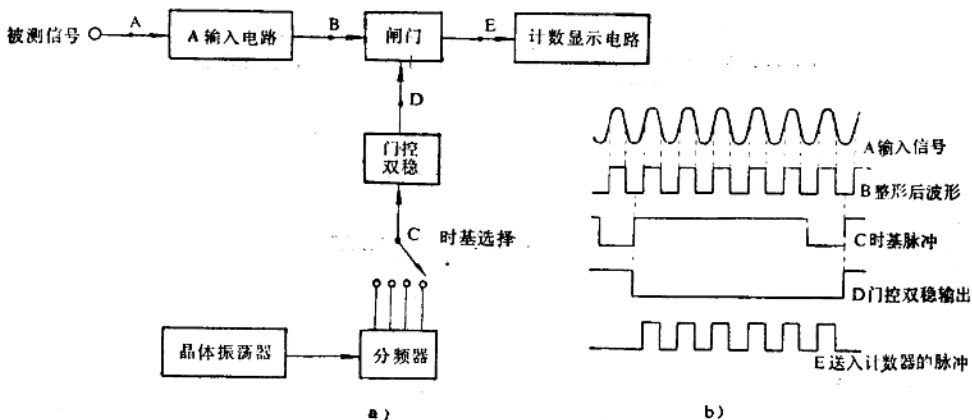 被测信号
A
A输入电路
B
闸门
E
计数显示电路
D
门控
双稳
C
时基选择
晶体振荡器
分频器
a)
A输入信号
B整形后波形
C时基脉冲
D门控双稳输出
E送入计数器的脉冲
b)